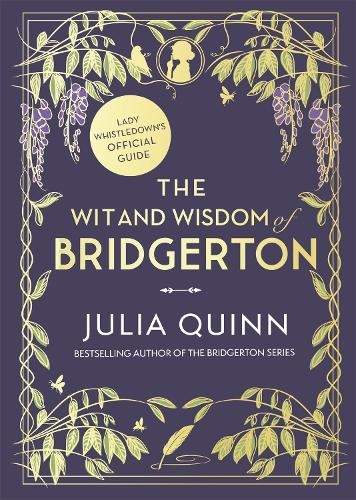 LADY
WHISTLEDOWN'S
OFFICIAL
GUIDE
THE
WIT AND WISDOM of
BRIDGERTON
JULIA QUINN
BESTSELLING AUTHOR OF THE BRIDGERTON SERIES